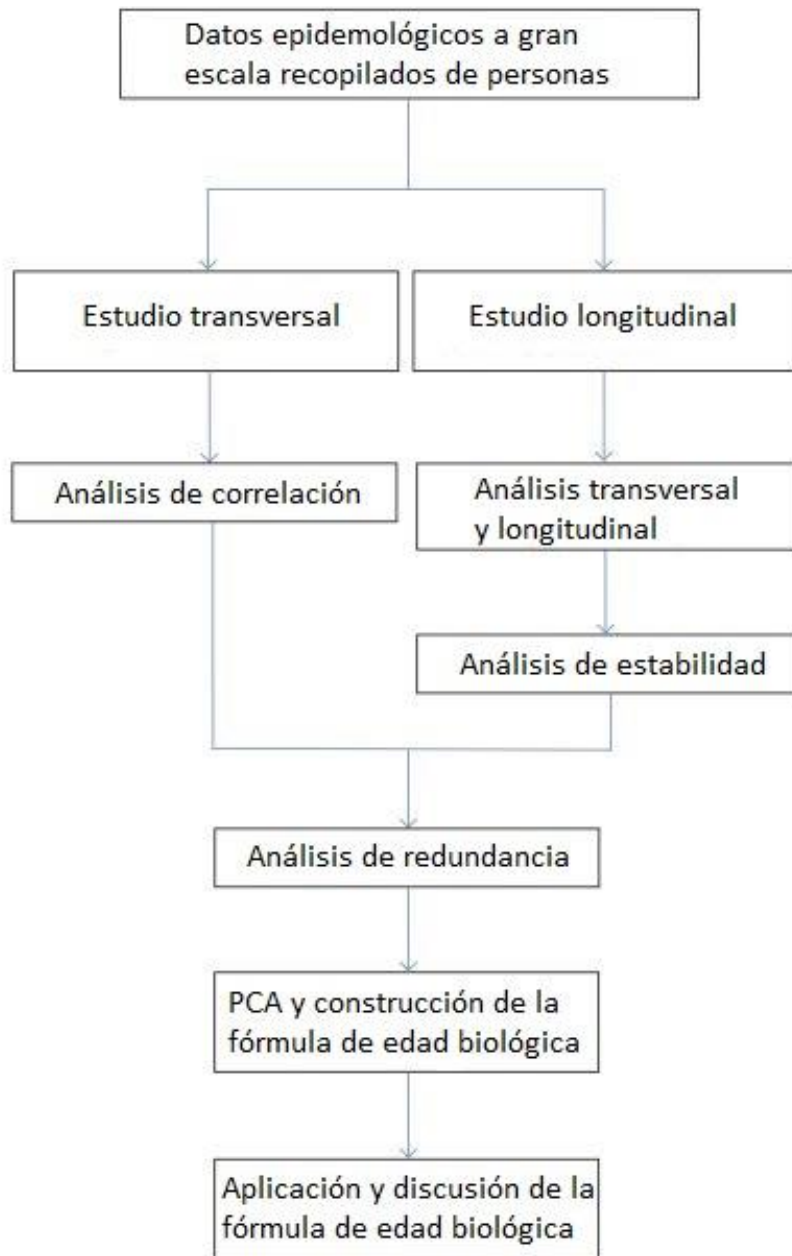 Datos epidemológicos a gran
escala recopilados de personas
Estudio transversal
Estudio longitudinal
Análisis de correlación
Análisis transversal
y longitudinal
Análisis de estabilidad
Análisis de redundancia
PCA y construcción de la
fórmula de edad biológica
Aplicación y discusión de la
fórmula de edad biológica